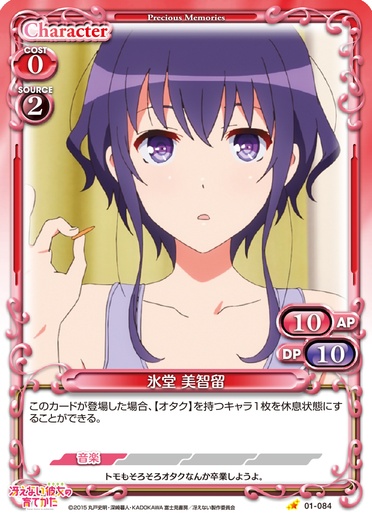 Precious Memories
Character
COST
0
SOURCE
2
10 AP
DP 10
氷堂 美智留
このカードが登場した場合、【オタク】を持つキャラ1枚を休息状態にす
ることができる。
音楽
トモもそろそろオタクなんか卒業しようよ。
冴えない彼女の
育てかた
©2015 丸戸史明・深崎暮人・KADOKAWA 富士見書房／冴えない製作委員会
01-084